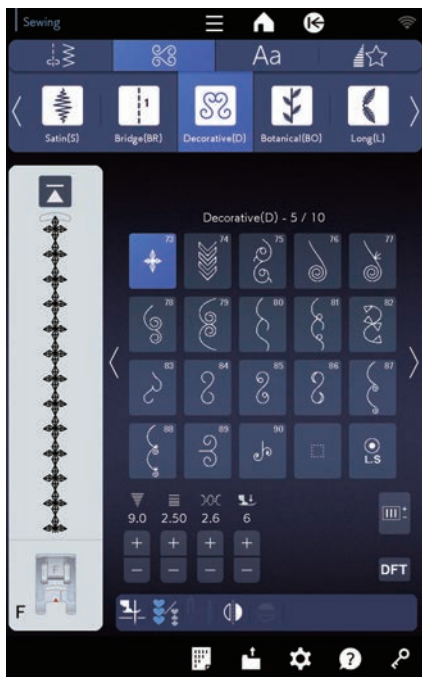 Sewing
Aa
1
Satin(S) Bridge(BR) Decorative(D) Botanical(BO) Long(L)
Decorative(D) - 5 / 10
73 74 75 76 77
78 79 80 81 82
83 84 85 86 87
88 89 90 L.S
9.0 2.50 2.6 6
+ + + +
- - - -
DFT
F
?